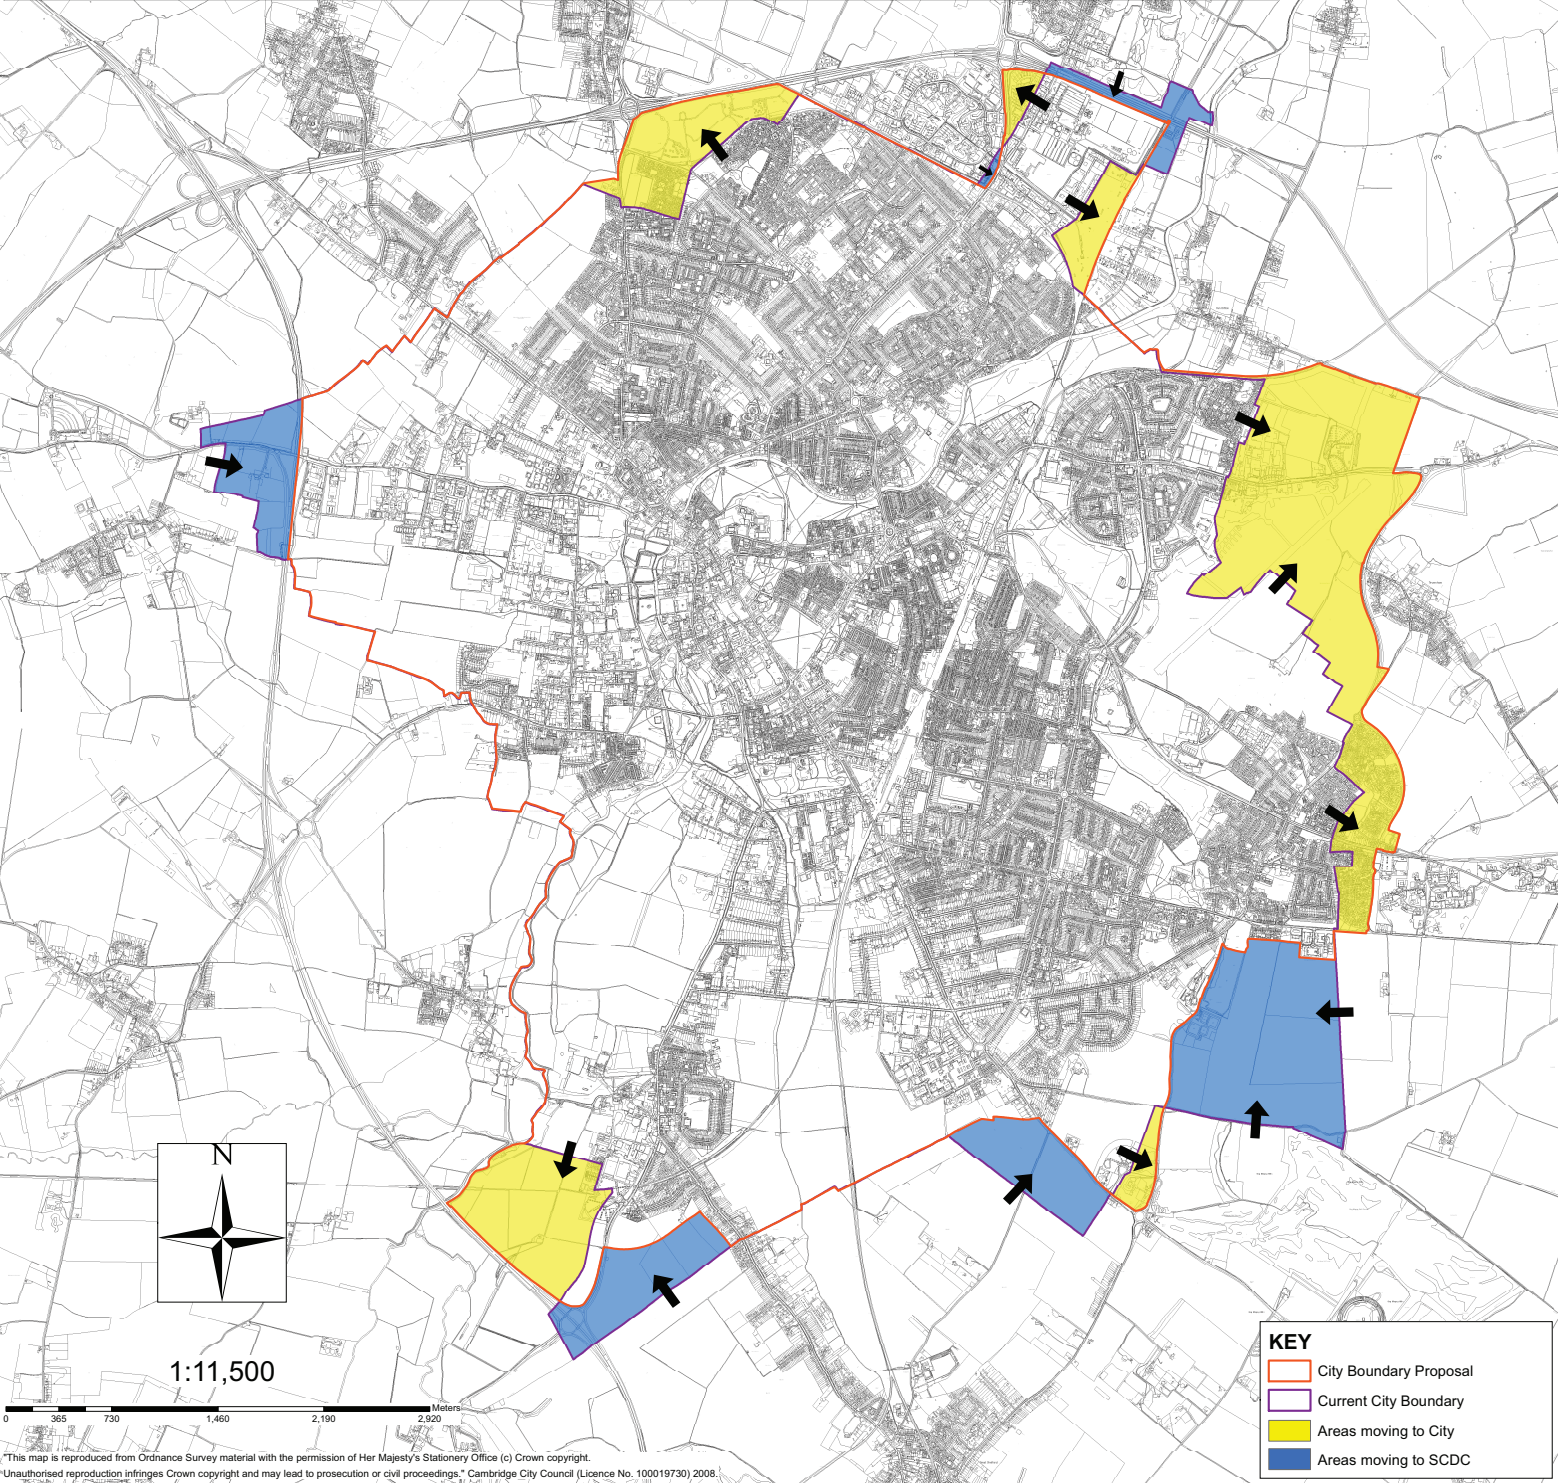 N
1:11,500
Meters
0 365 730 1,460 2,190 2,920
"This map is reproduced from Ordnance Survey material with the permission of Her Majesty's Stationery Office (c) Crown copyright.
Unauthorised reproduction infringes Crown copyright and may lead to prosecution or civil proceedings." Cambridge City Council (Licence No. 100019730) 2008.
KEY
City Boundary Proposal
Current City Boundary
Areas moving to City
Areas moving to SCDC